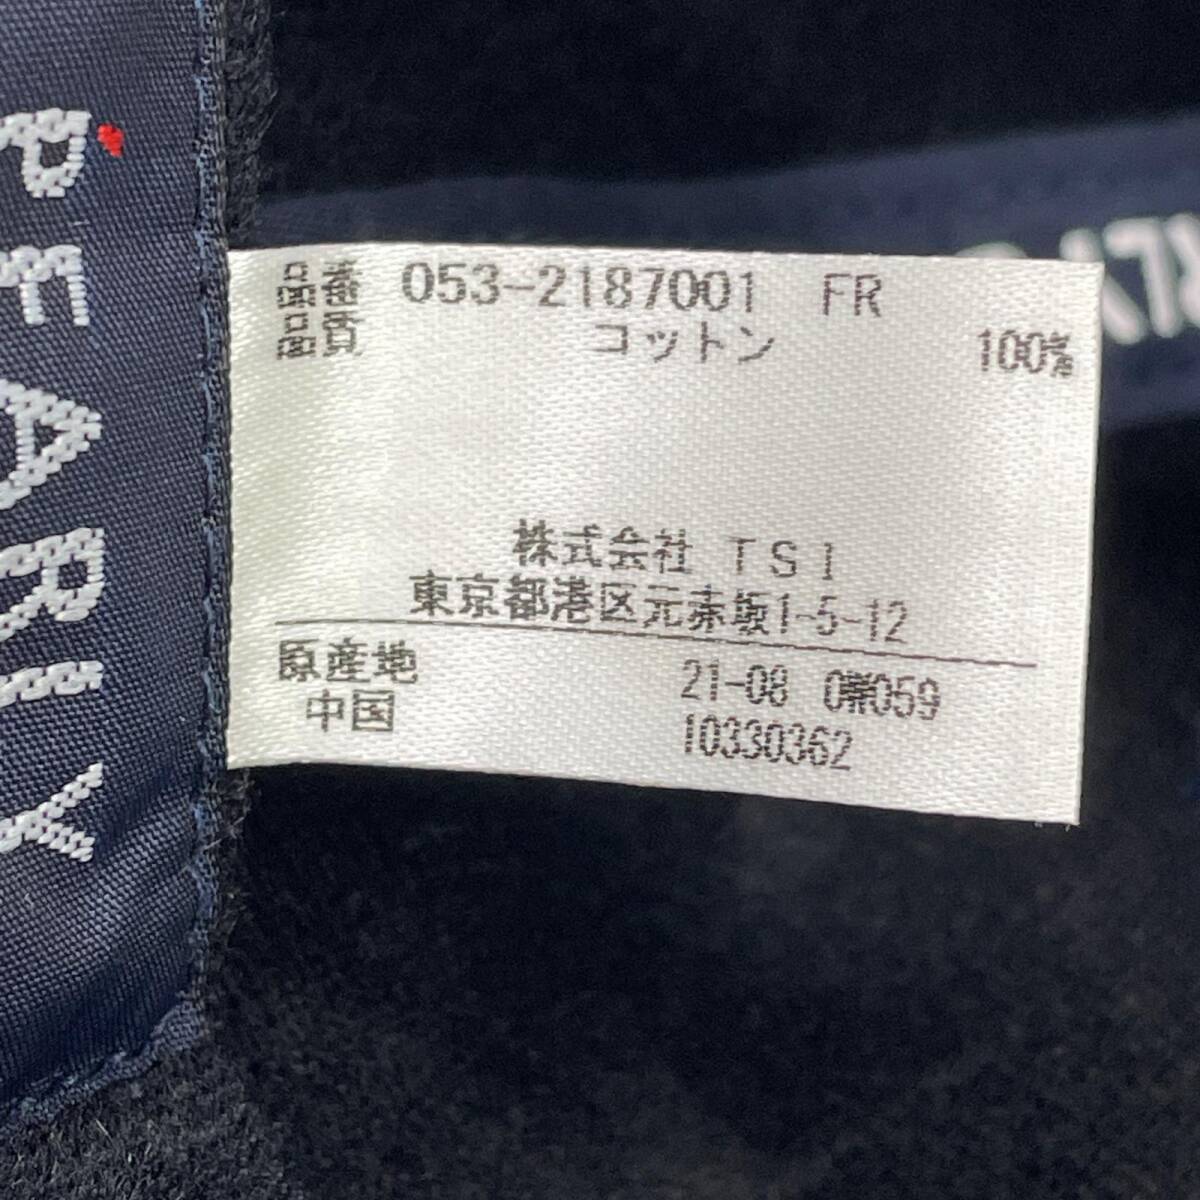 PEARLY
品番 053-2187001 FR
品質 コットン 100%
株式会社 TSI
東京都港区元赤坂1-5-12
原産地
中国
21-08
10330362